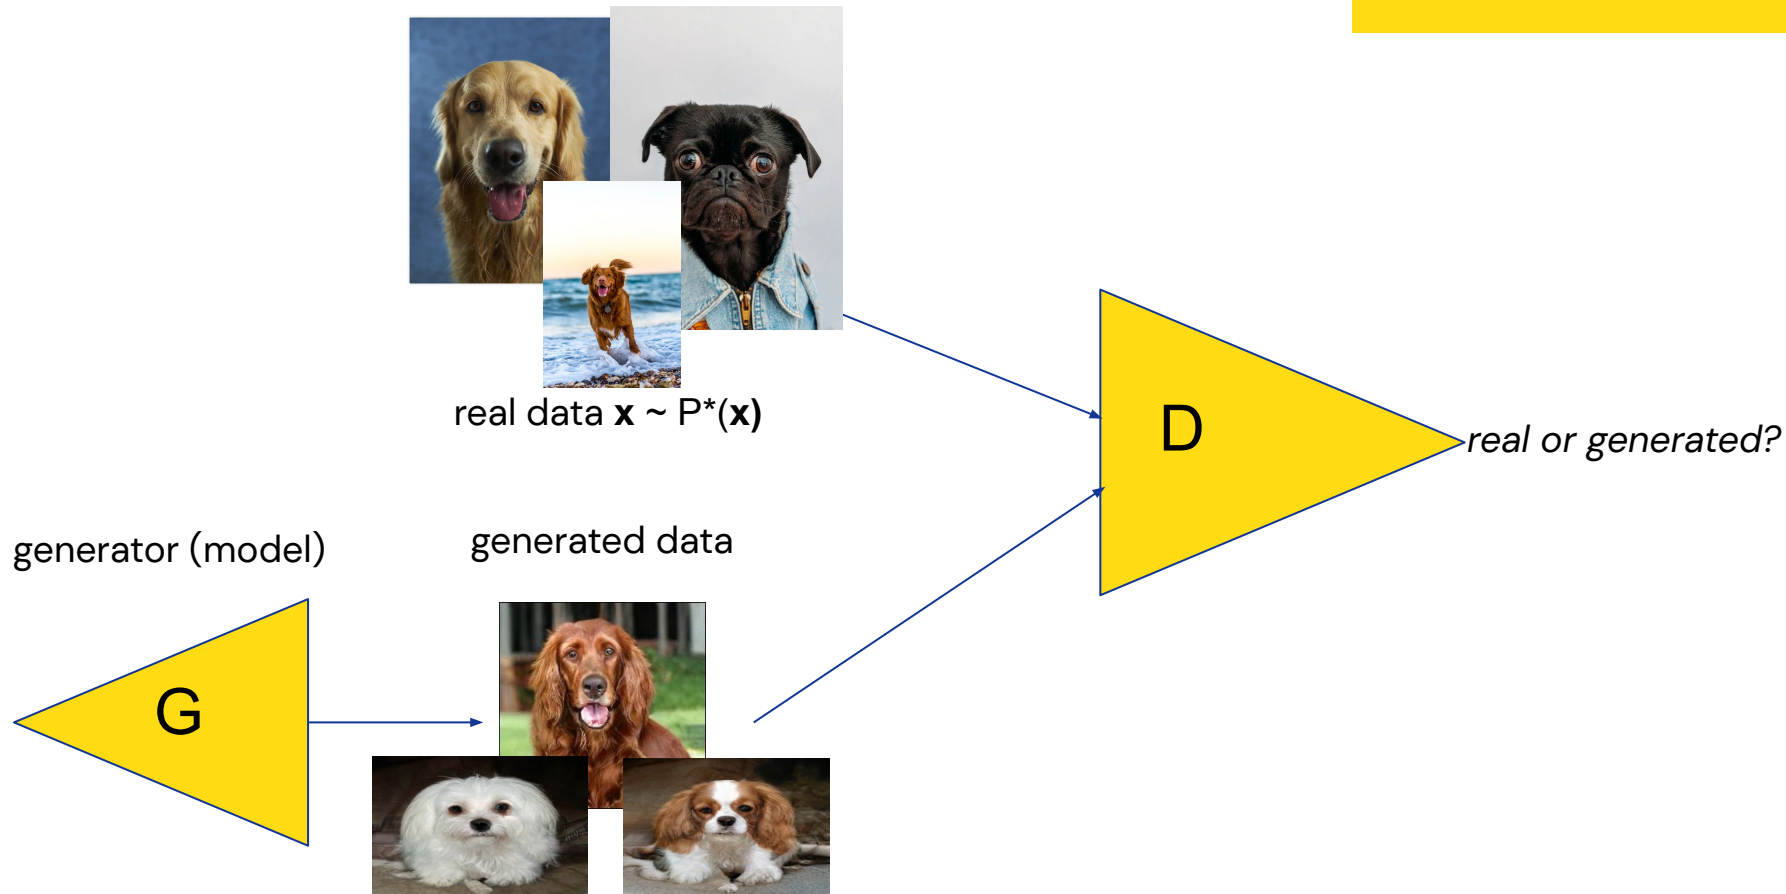 real data x ~ P*(x)
D
real or generated?
generator (model)
generated data
G